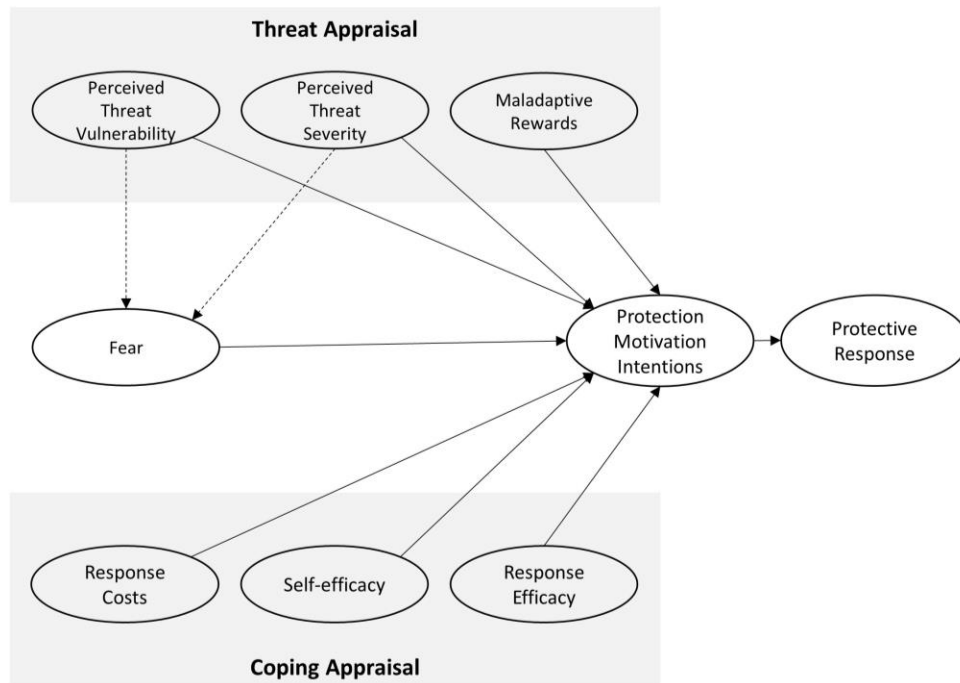 Threat Appraisal
Perceived
Threat
Vulnerability
Perceived
Threat
Severity
Maladaptive
Rewards
Fear
Protection
Motivation
Intentions
Protective
Response
Response
Costs
Self-efficacy
Response
Efficacy
Coping Appraisal